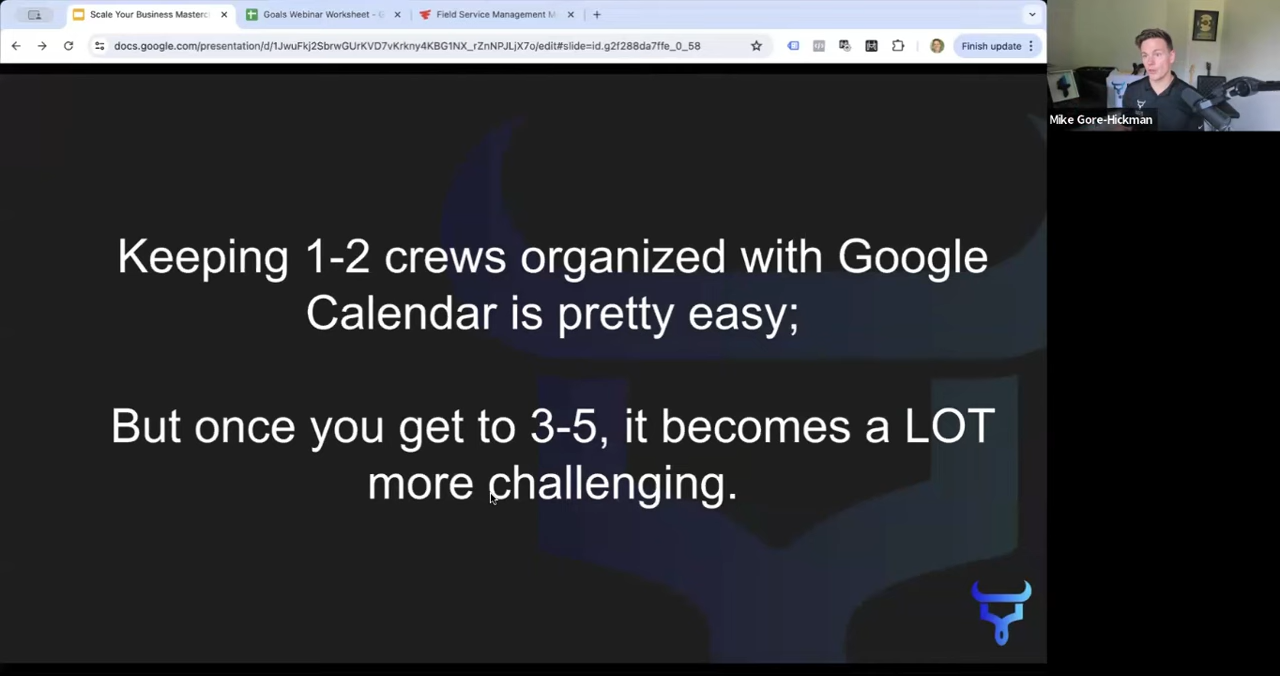 Scale Your Business Masterc
Goals Webinar Worksheet - G
Field Service Management M
docs.google.com/presentation/d/1JwuFkj2SbrwGUrKVD7vKrkny4KBG1NX_rZnNPJLjX7o/edit#slide=id.g2f288da7ffe_0_58
Finish update
Mike Gore-Hickman
Keeping 1-2 crews organized with Google
Calendar is pretty easy;
But once you get to 3-5, it becomes a LOT
more challenging.